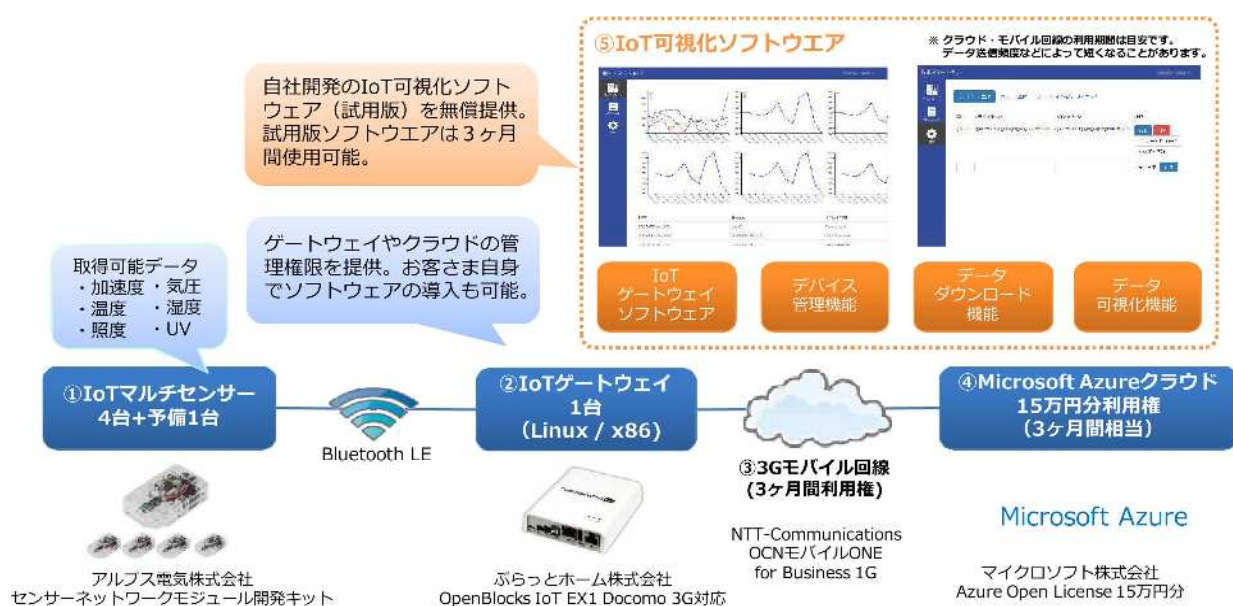 ⑤IoT可視化ソフトウエア
※ クラウド・モバイル回線の利用期間は目安です。
データ送信頻度などによって短くなることがあります。
自社開発のIoT可視化ソフト
ウェア（試用版）を無償提供。
試用版ソフトウエアは３ヶ月
間使用可能。
ゲートウェイやクラウドの管
理権限を提供。お客さま自身
でソフトウェアの導入も可能。
取得可能データ
・加速度 ・気圧
・温度 ・湿度
・照度 ・UV
IoT
ゲートウェイ
ソフトウェア
デバイス
管理機能
データ
ダウンロード
機能
データ
可視化機能
①IoTマルチセンサー
4台+予備1台
Bluetooth LE
②IoTゲートウェイ
1台
（Linux / x86)
③3Gモバイル回線
(3ヶ月間利用権)
④Microsoft Azureクラウド
15万円分利用権
（3ヶ月間相当）
アルプス電気株式会社
センサーネットワークモジュール開発キット
ぷらっとホーム株式会社
OpenBlocks IoT EX1 Docomo 3G対応
NTT-Communications
OCNモバイルONE
for Business 1G
Microsoft Azure
マイクロソフト株式会社
Azure Open License 15万円分